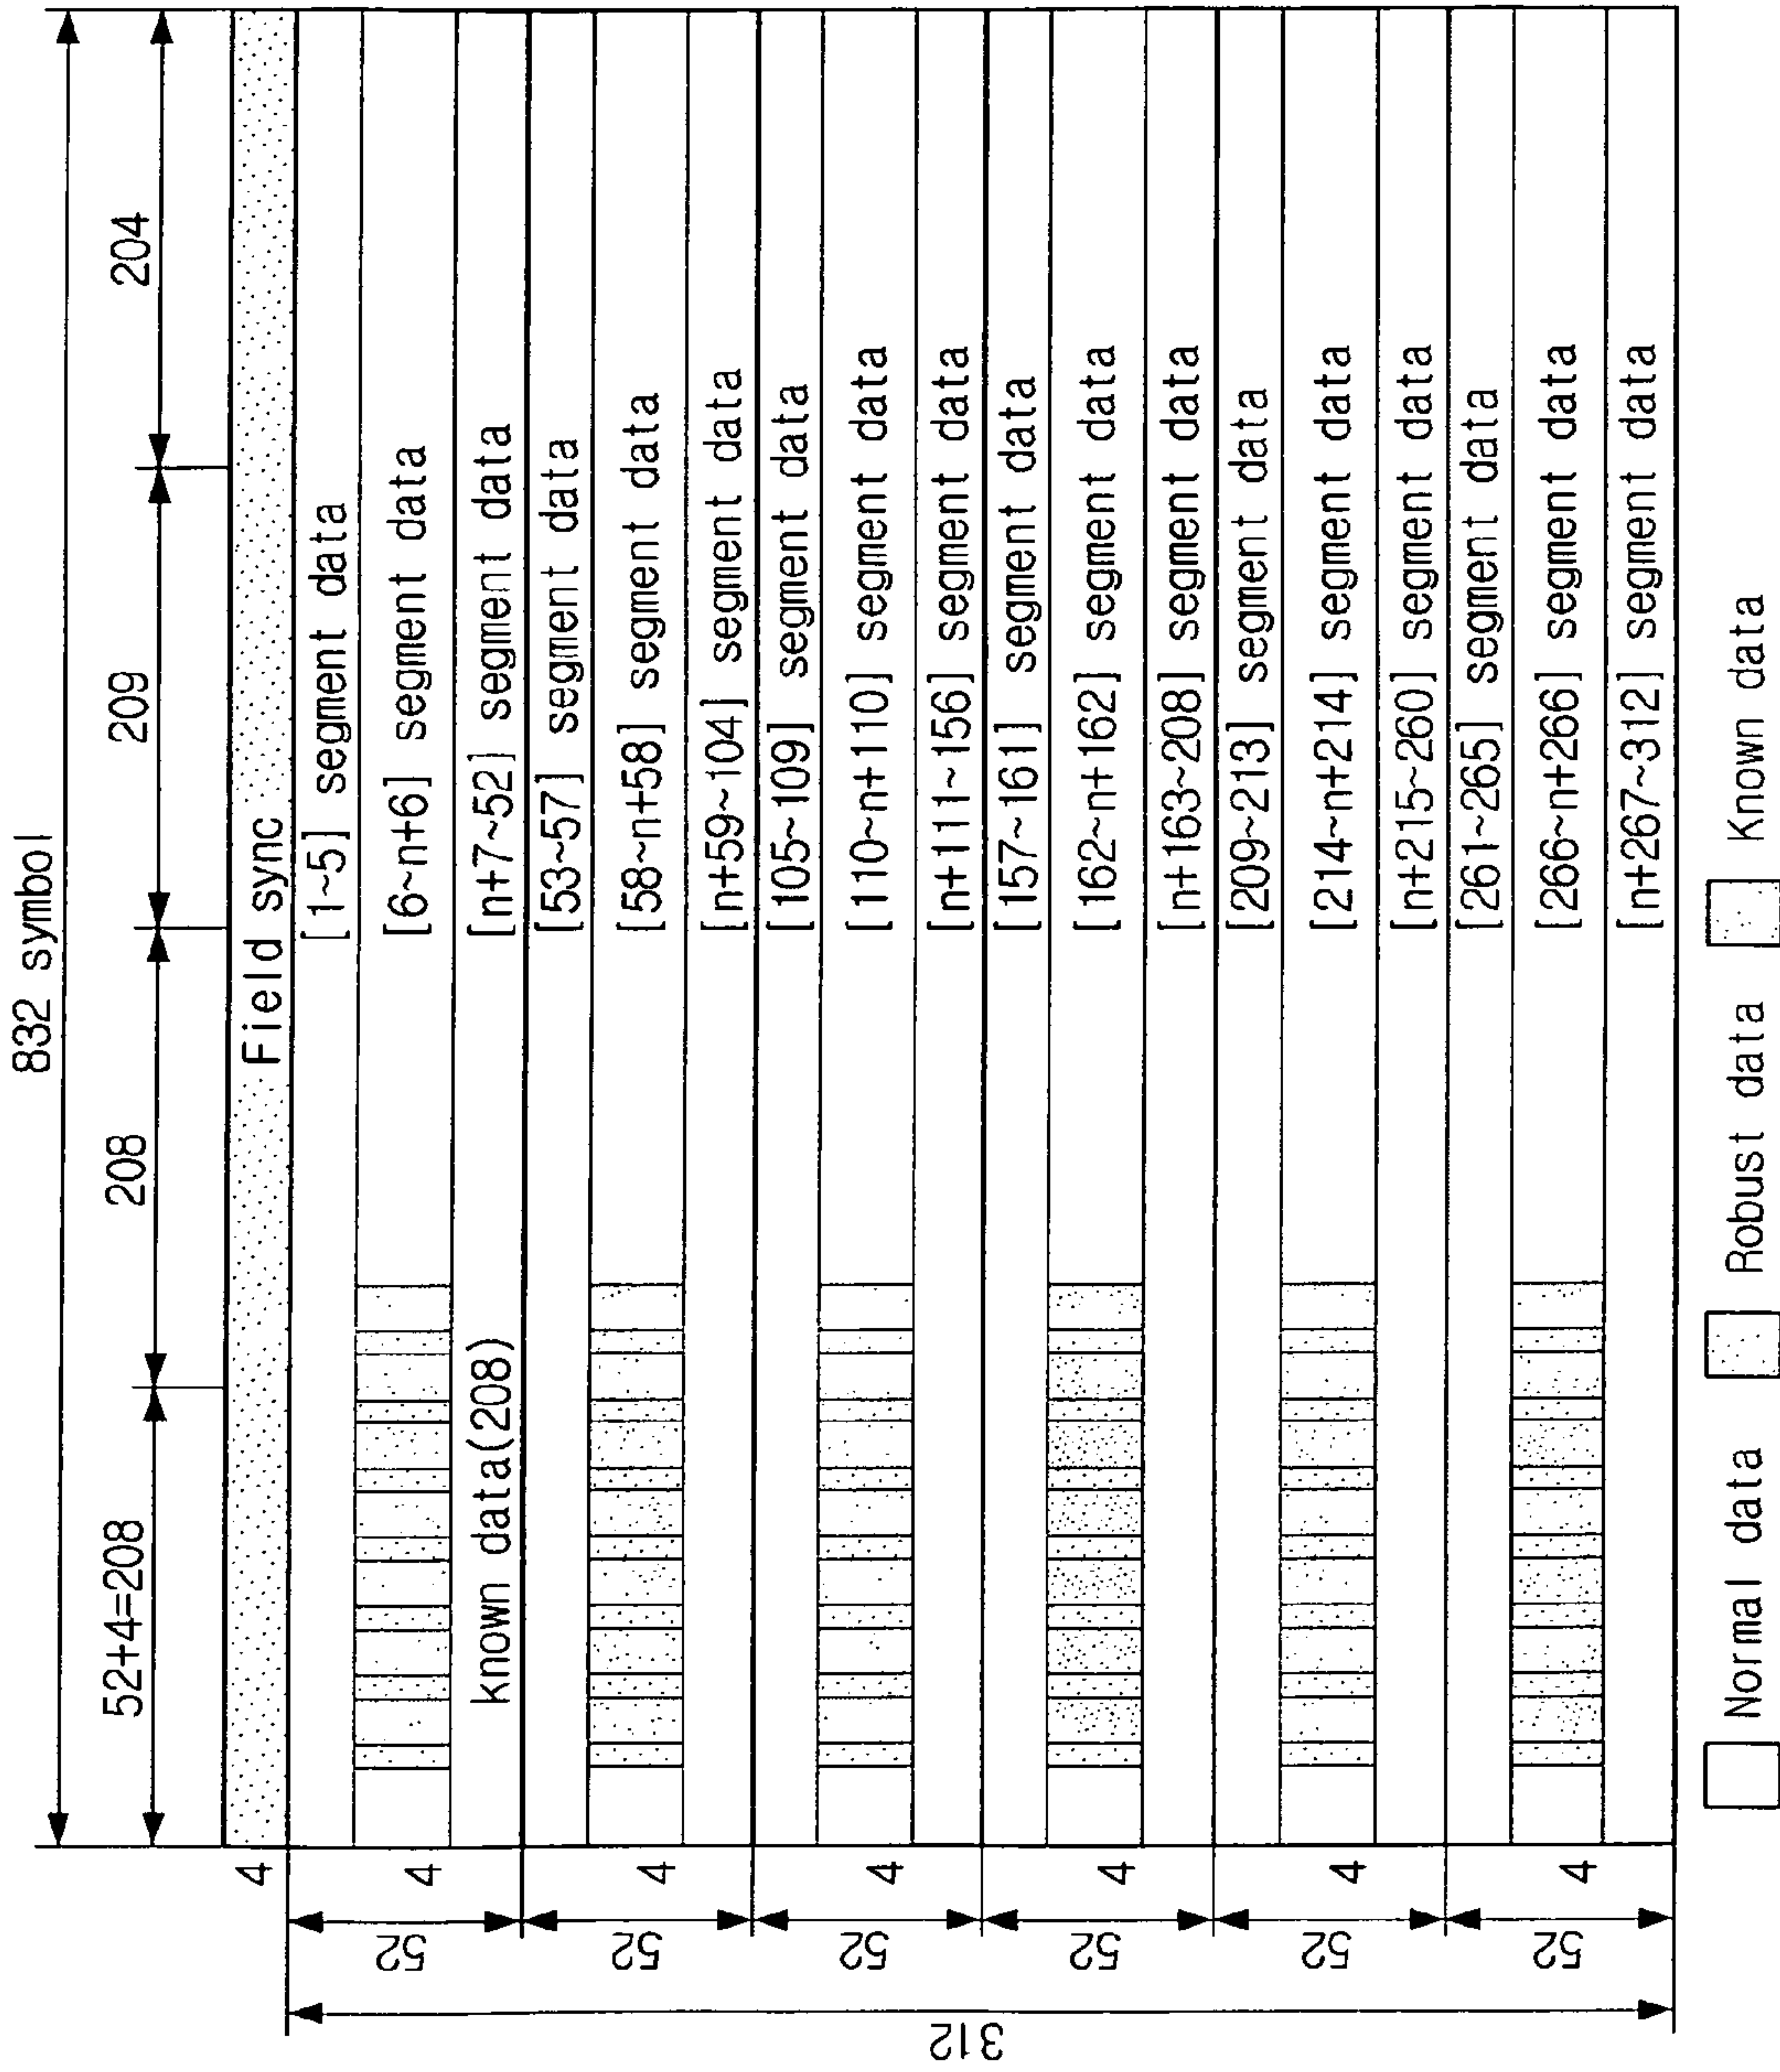 832 symbol
52+4=208
208
209
204
4
Field sync
[1~5] segment data
4
[6~n+6] segment data
known data(208)
[n+7~52] segment data
52
[53~57] segment data
4
[58~n+58] segment data
[n+59~104] segment data
52
[105~109] segment data
4
[110~n+110] segment data
[n+111~156] segment data
52
[157~161] segment data
4
[162~n+162] segment data
[n+163~208] segment data
52
[209~213] segment data
4
[214~n+214] segment data
[n+215~260] segment data
52
[261~265] segment data
4
[266~n+266] segment data
[n+267~312] segment data
52
312
Normal data
Robust data
Known data